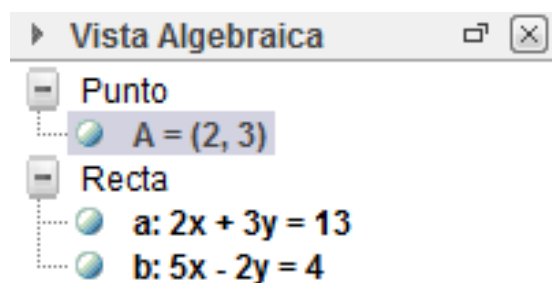 Vista Algebraica
Punto
A = (2, 3)
Recta
a: 2x + 3y = 13
b: 5x - 2y = 4